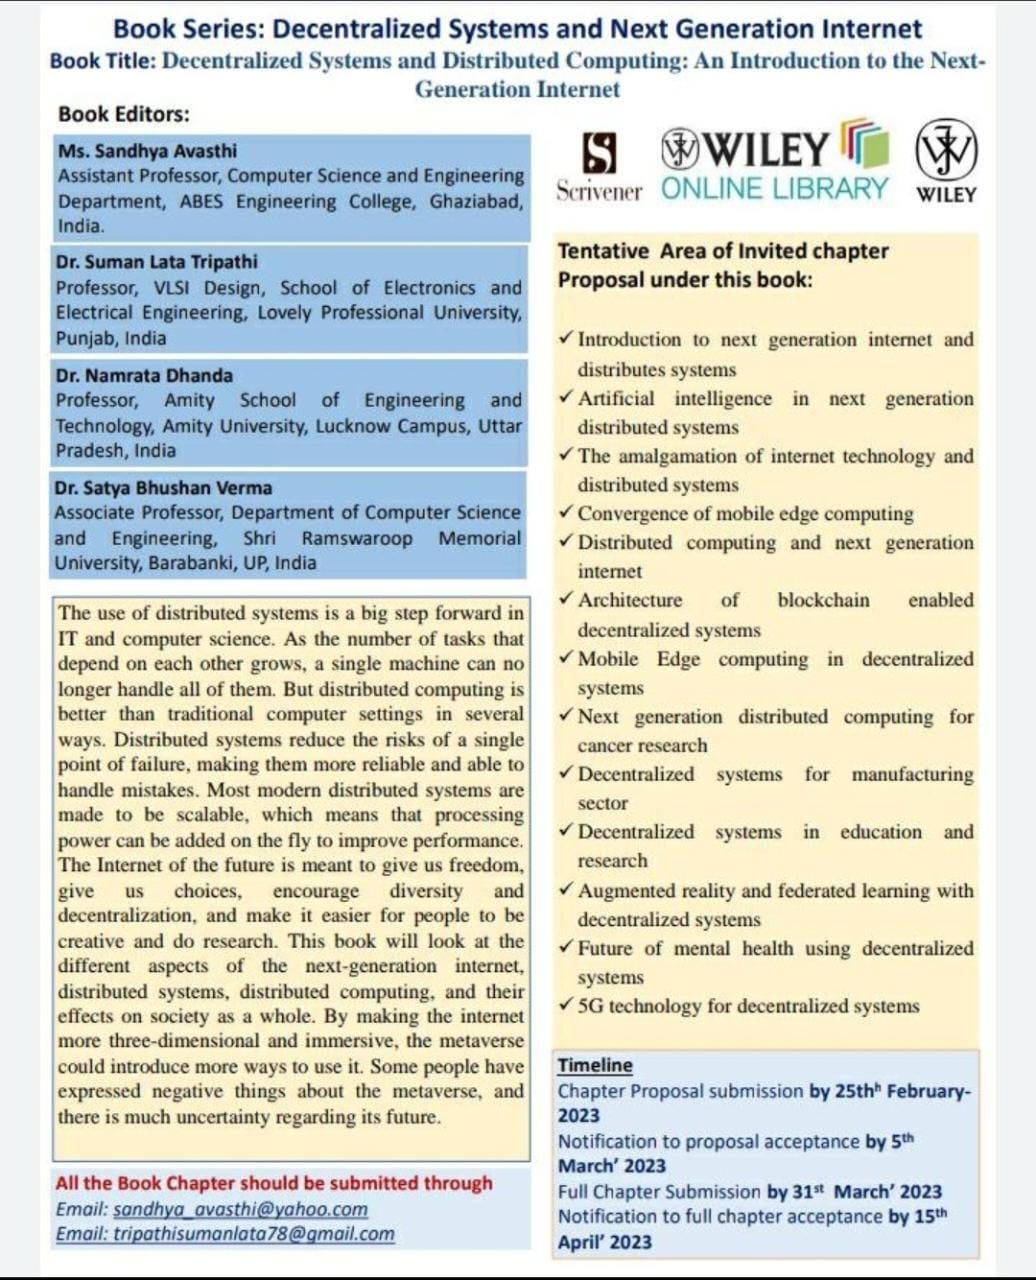 Book Series: Decentralized Systems and Next Generation Internet
Book Title: Decentralized Systems and Distributed Computing: An Introduction to the Next-
Generation Internet
Book Editors:
Ms. Sandhya Avasthi
Assistant Professor, Computer Science and Engineering
Department, ABES Engineering College, Ghaziabad,
India.
Dr. Suman Lata Tripathi
Professor, VLSI Design, School of Electronics and
Electrical Engineering, Lovely Professional University,
Punjab, India
Dr. Namrata Dhanda
Professor, Amity School of Engineering and
Technology, Amity University, Lucknow Campus, Uttar
Pradesh, India
Dr. Satya Bhushan Verma
Associate Professor, Department of Computer Science
and Engineering, Shri Ramswaroop Memorial
University, Barabanki, UP, India
The use of distributed systems is a big step forward in
IT and computer science. As the number of tasks that
depend on each other grows, a single machine can no
longer handle all of them. But distributed computing is
better than traditional computer settings in several
ways. Distributed systems reduce the risks of a single
point of failure, making them more reliable and able to
handle mistakes. Most modern distributed systems are
made to be scalable, which means that processing
power can be added on the fly to improve performance.
The Internet of the future is meant to give us freedom,
give us choices, encourage diversity and
decentralization, and make it easier for people to be
creative and do research. This book will look at the
different aspects of the next-generation internet,
distributed systems, distributed computing, and their
effects on society as a whole. By making the internet
more three-dimensional and immersive, the metaverse
could introduce more ways to use it. Some people have
expressed negative things about the metaverse, and
there is much uncertainty regarding its future.
All the Book Chapter should be submitted through
Email: sandhya_avasthi@yahoo.com
Email: tripathisumanlata78@gmail.com
S
Scrivener
WILEY
ONLINE LIBRARY
WILEY
Tentative Area of Invited chapter
Proposal under this book:
✓ Introduction to next generation internet and
distributes systems
✓ Artificial intelligence in next generation
distributed systems
✓ The amalgamation of internet technology and
distributed systems
✓ Convergence of mobile edge computing
✓ Distributed computing and next generation
internet
✓ Architecture of blockchain enabled
decentralized systems
✓ Mobile Edge computing in decentralized
systems
✓ Next generation distributed computing for
cancer research
✓ Decentralized systems for manufacturing
sector
✓ Decentralized systems in education and
research
✓ Augmented reality and federated learning with
decentralized systems
✓ Future of mental health using decentralized
systems
✓ 5G technology for decentralized systems
Timeline
Chapter Proposal submission by 25thʰ February-
2023
Notification to proposal acceptance by 5th
March' 2023
Full Chapter Submission by 31st March' 2023
Notification to full chapter acceptance by 15th
April' 2023